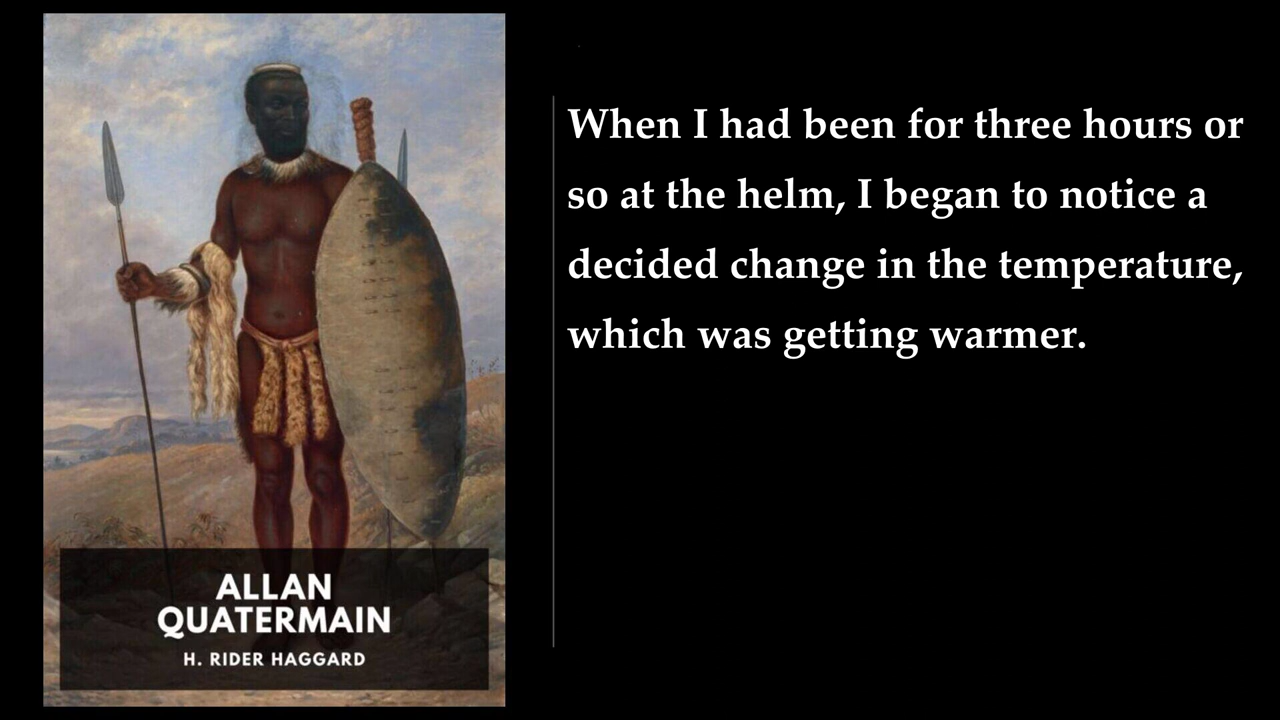 When I had been for three hours or
so at the helm, I began to notice a
decided change in the temperature,
which was getting warmer.
ALLAN
QUATERMAIN
H. RIDER HAGGARD